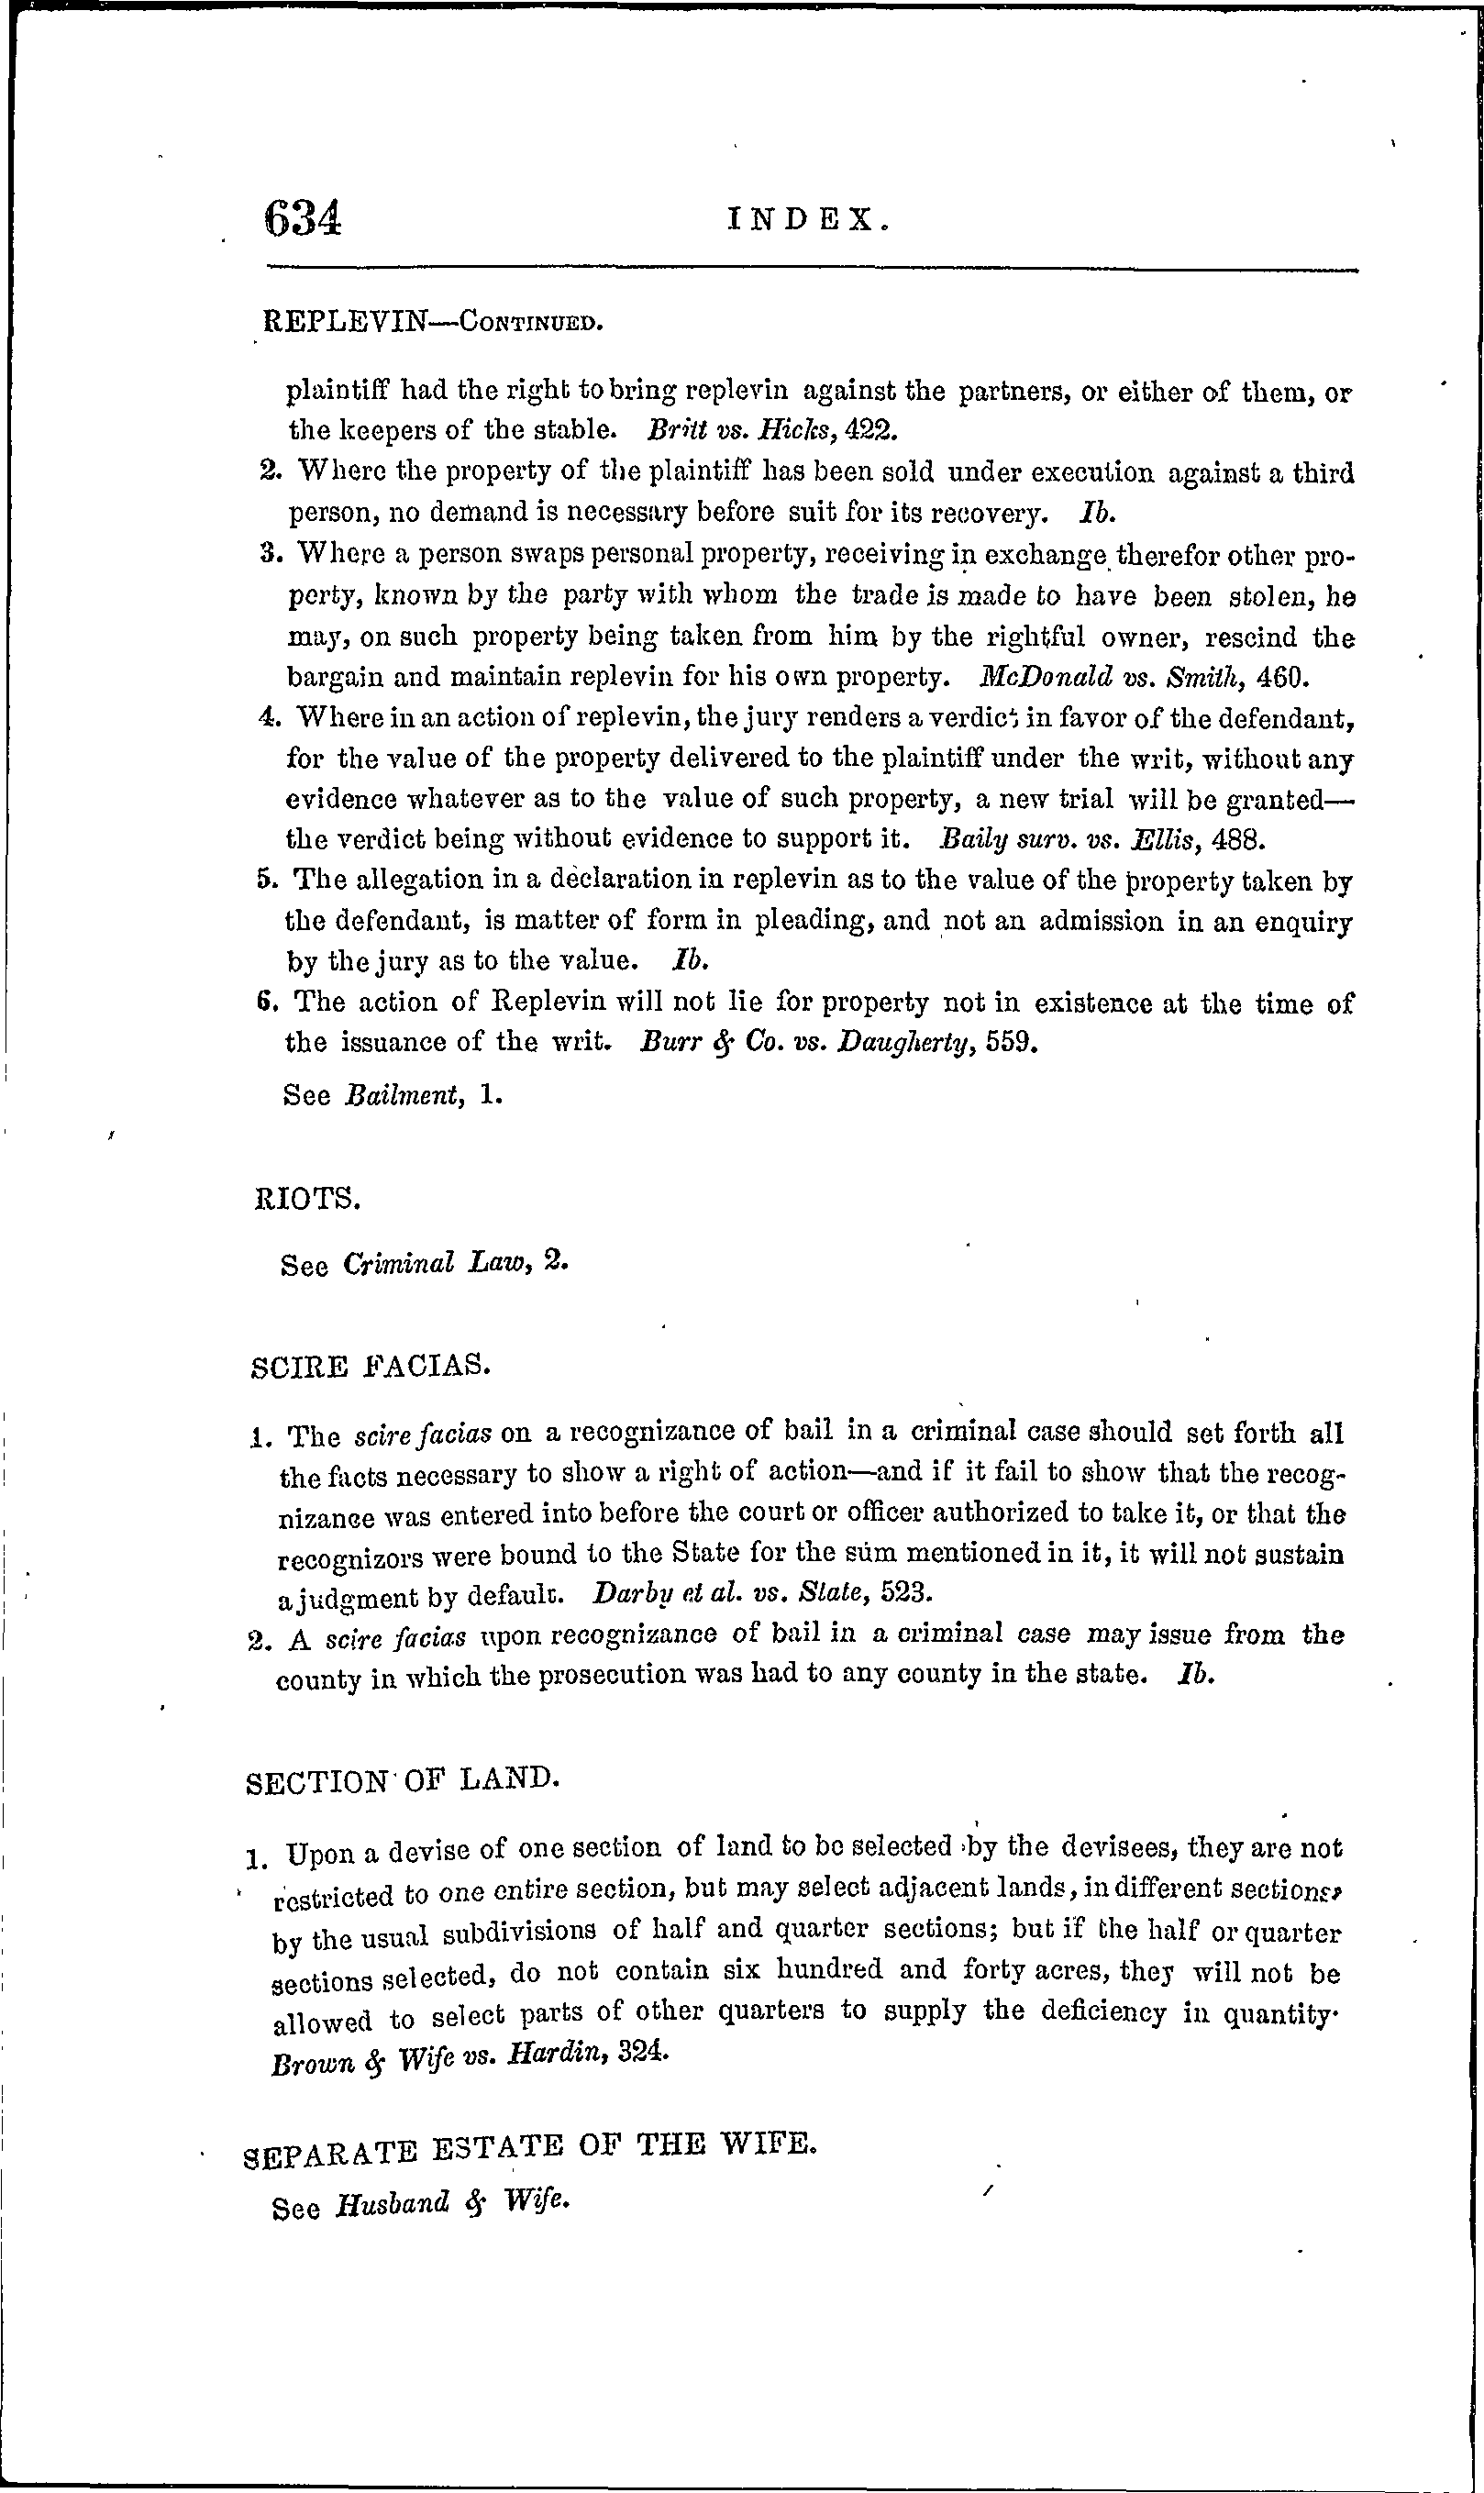 634 INDEX.
REPLEVIN—CONTINUED.
plaintiff had the right to bring replevin against the partners, or either of them, or
the keepers of the stable. Britt vs. Hicks, 422.
2. Where the property of the plaintiff has been sold under execution against a third
person, no demand is necessary before suit for its recovery. Ib.
3. Where a person swaps personal property, receiving in exchange therefor other pro-
perty, known by the party with whom the trade is made to have been stolen, he
may, on such property being taken from him by the rightful owner, rescind the
bargain and maintain replevin for his own property. McDonald vs. Smith, 460.
4. Where in an action of replevin, the jury renders a verdict in favor of the defendant,
for the value of the property delivered to the plaintiff under the writ, without any
evidence whatever as to the value of such property, a new trial will be granted—
the verdict being without evidence to support it. Baily surv. vs. Ellis, 488.
5. The allegation in a declaration in replevin as to the value of the property taken by
the defendant, is matter of form in pleading, and not an admission in an enquiry
by the jury as to the value. Ib.
6. The action of Replevin will not lie for property not in existence at the time of
the issuance of the writ. Burr & Co. vs. Daugherty, 559.
See Bailment, 1.
RIOTS.
See Criminal Law, 2.
SCIRE FACIAS.
1. The scire facias on a recognizance of bail in a criminal case should set forth all
the facts necessary to show a right of action—and if it fail to show that the recog-
nizance was entered into before the court or officer authorized to take it, or that the
recognizors were bound to the State for the sum mentioned in it, it will not sustain
a judgment by default. Darby et al. vs. State, 523.
2. A scire facias upon recognizance of bail in a criminal case may issue from the
county in which the prosecution was had to any county in the state. Ib.
SECTION OF LAND.
1. Upon a devise of one section of land to be selected by the devisees, they are not
restricted to one entire section, but may select adjacent lands, in different sections,
by the usual subdivisions of half and quarter sections; but if the half or quarter
sections selected, do not contain six hundred and forty acres, they will not be
allowed to select parts of other quarters to supply the deficiency in quantity.
Brown & Wife vs. Hardin, 324.
SEPARATE ESTATE OF THE WIFE.
See Husband & Wife.